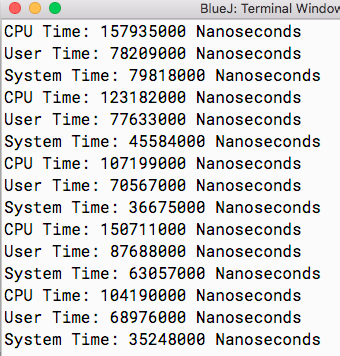 BlueJ: Terminal Window
CPU Time: 157935000 Nanoseconds
User Time: 78209000 Nanoseconds
System Time: 79818000 Nanoseconds
CPU Time: 123182000 Nanoseconds
User Time: 77633000 Nanoseconds
System Time: 45584000 Nanoseconds
CPU Time: 107199000 Nanoseconds
User Time: 70567000 Nanoseconds
System Time: 36675000 Nanoseconds
CPU Time: 150711000 Nanoseconds
User Time: 87688000 Nanoseconds
System Time: 63057000 Nanoseconds
CPU Time: 104190000 Nanoseconds
User Time: 68976000 Nanoseconds
System Time: 35248000 Nanoseconds